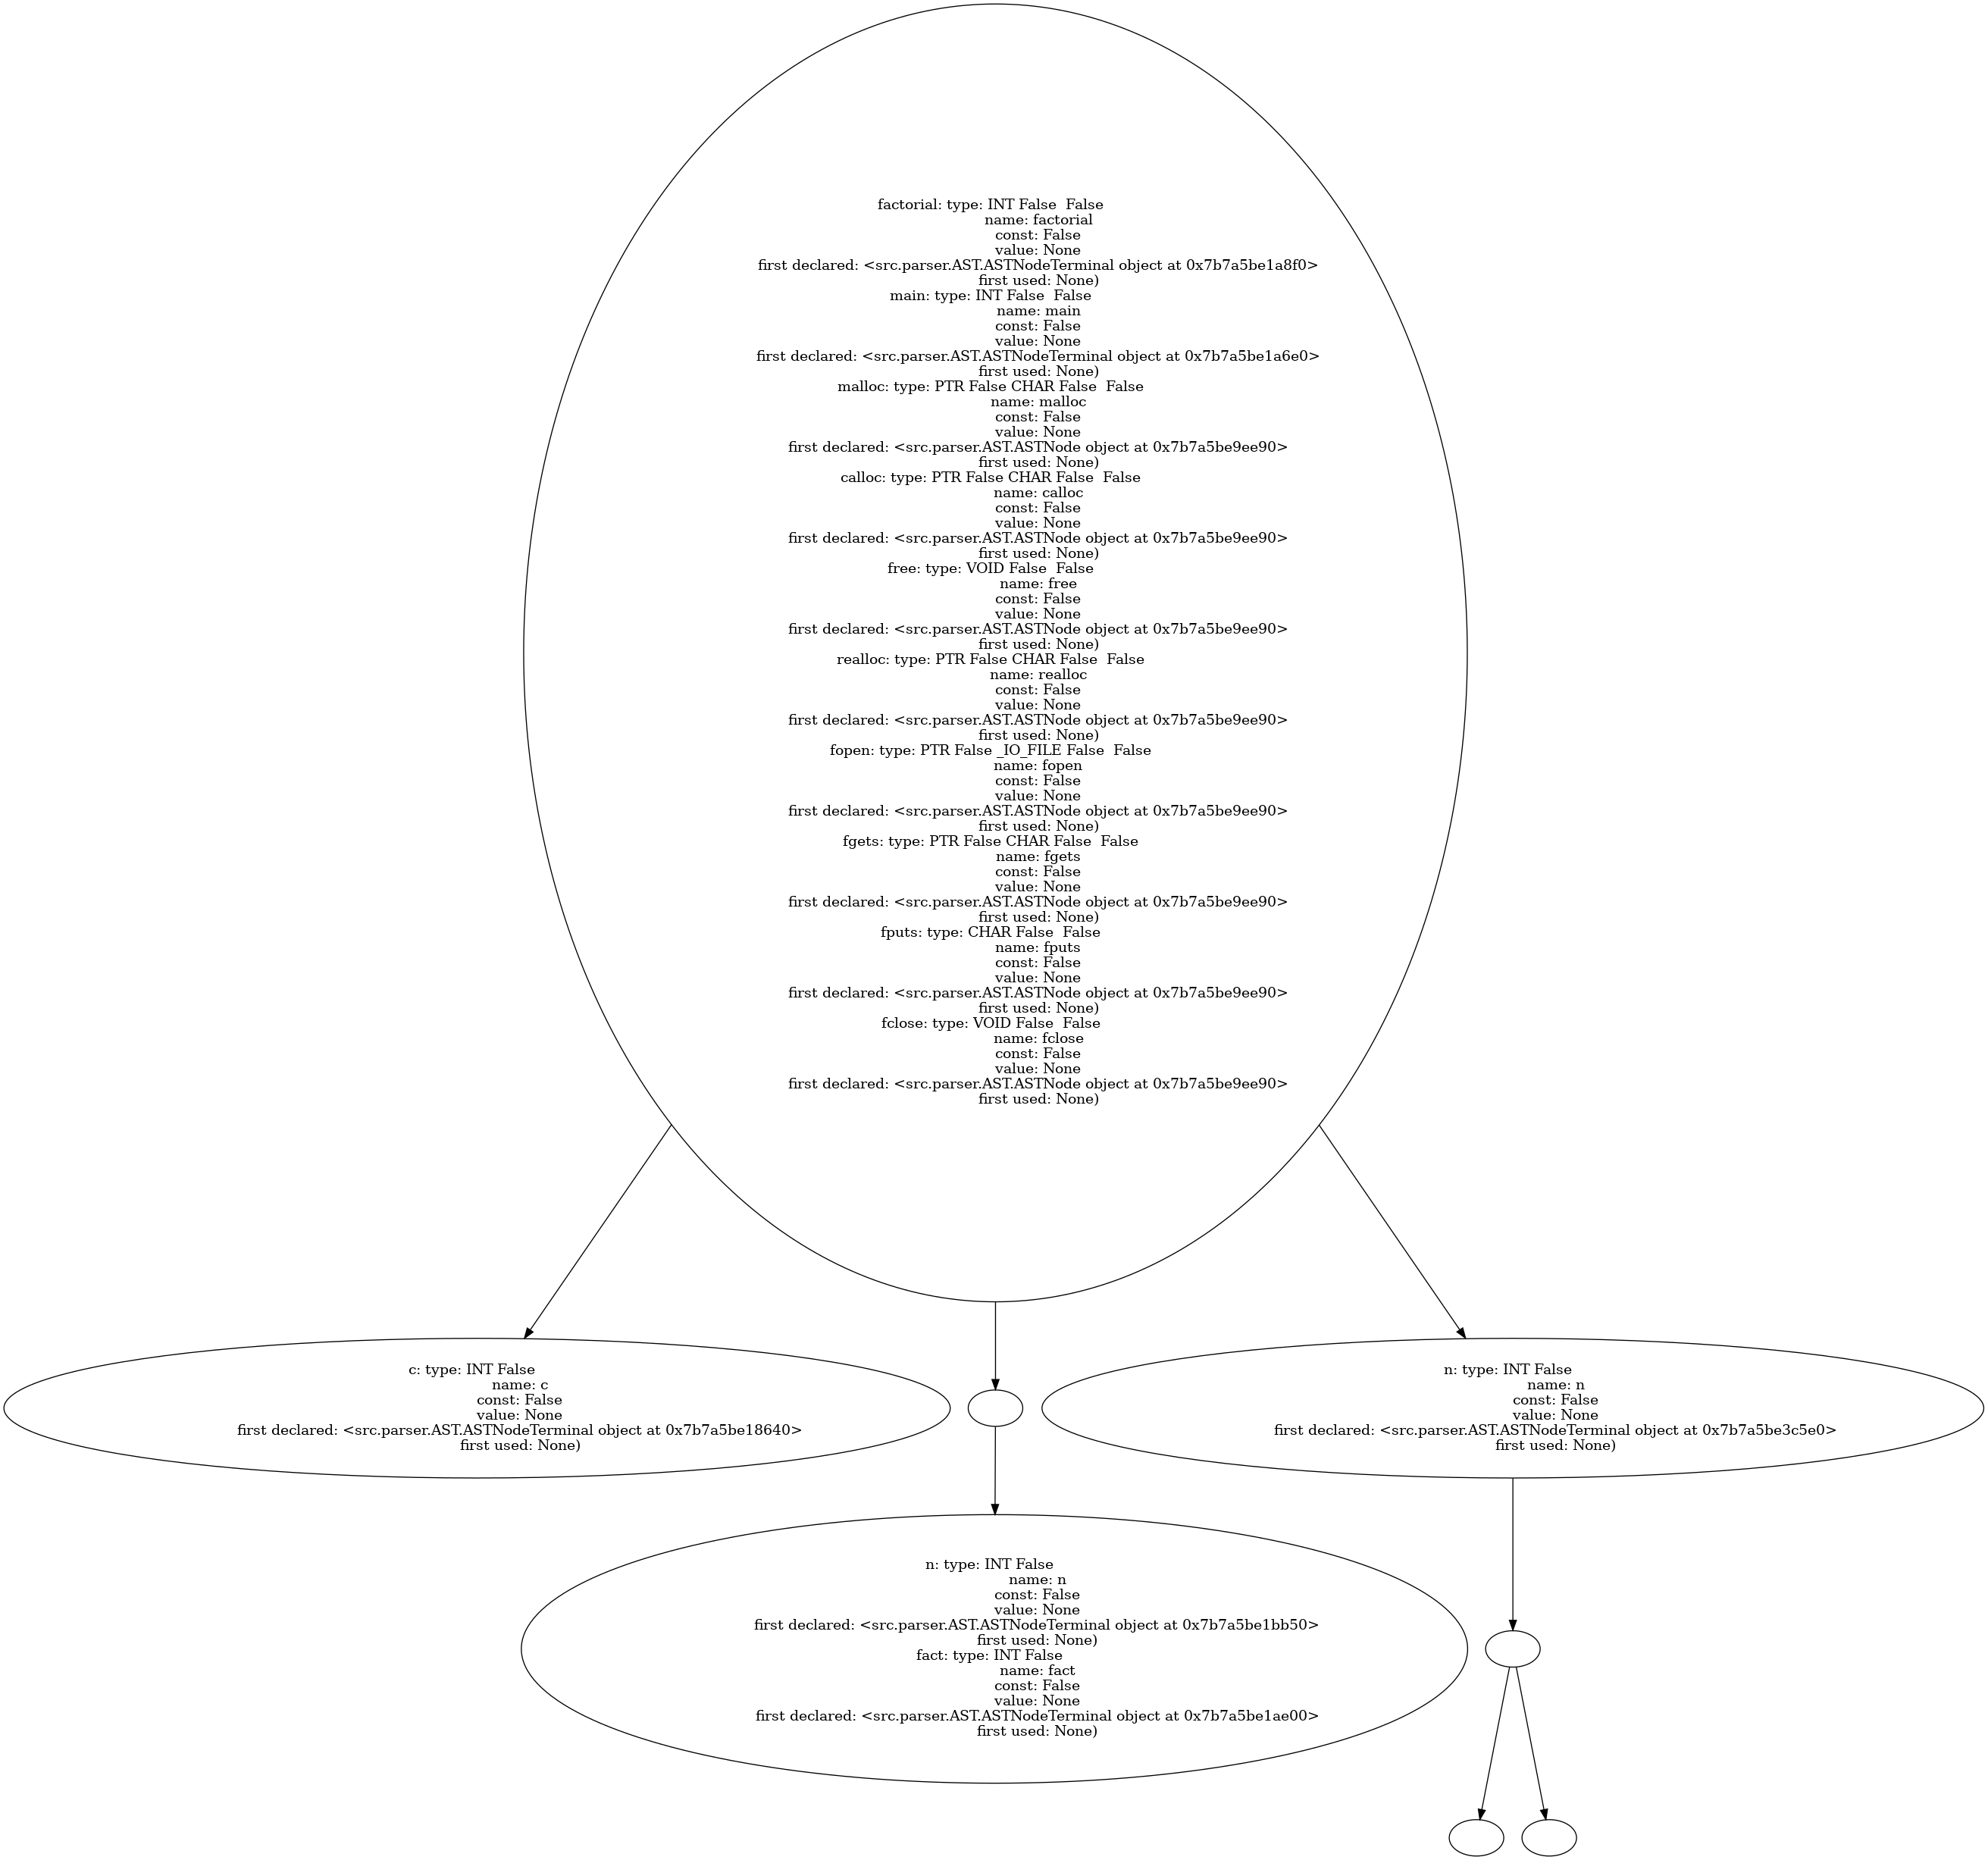 factorial: type: INT False  False
name: factorial
const: False
value: None
first declared: <src.parser.AST.ASTNodeTerminal object at 0x7b7a5be1a8f0>
first used: None)
main: type: INT False  False
name: main
const: False
value: None
first declared: <src.parser.AST.ASTNodeTerminal object at 0x7b7a5be1a6e0>
first used: None)
malloc: type: PTR False CHAR False  False
name: malloc
const: False
value: None
first declared: <src.parser.AST.ASTNode object at 0x7b7a5be9ee90>
first used: None)
calloc: type: PTR False CHAR False  False
name: calloc
const: False
value: None
first declared: <src.parser.AST.ASTNode object at 0x7b7a5be9ee90>
first used: None)
free: type: VOID False  False
name: free
const: False
value: None
first declared: <src.parser.AST.ASTNode object at 0x7b7a5be9ee90>
first used: None)
realloc: type: PTR False CHAR False  False
name: realloc
const: False
value: None
first declared: <src.parser.AST.ASTNode object at 0x7b7a5be9ee90>
first used: None)
fopen: type: PTR False _IO_FILE False  False
name: fopen
const: False
value: None
first declared: <src.parser.AST.ASTNode object at 0x7b7a5be9ee90>
first used: None)
fgets: type: PTR False CHAR False  False
name: fgets
const: False
value: None
first declared: <src.parser.AST.ASTNode object at 0x7b7a5be9ee90>
first used: None)
fputs: type: CHAR False  False
name: fputs
const: False
value: None
first declared: <src.parser.AST.ASTNode object at 0x7b7a5be9ee90>
first used: None)
fclose: type: VOID False  False
name: fclose
const: False
value: None
first declared: <src.parser.AST.ASTNode object at 0x7b7a5be9ee90>
first used: None)
c: type: INT False
name: c
const: False
value: None
first declared: <src.parser.AST.ASTNodeTerminal object at 0x7b7a5be18640>
first used: None)
n: type: INT False
name: n
const: False
value: None
first declared: <src.parser.AST.ASTNodeTerminal object at 0x7b7a5be3c5e0>
first used: None)
n: type: INT False
name: n
const: False
value: None
first declared: <src.parser.AST.ASTNodeTerminal object at 0x7b7a5be1bb50>
first used: None)
fact: type: INT False
name: fact
const: False
value: None
first declared: <src.parser.AST.ASTNodeTerminal object at 0x7b7a5be1ae00>
first used: None)